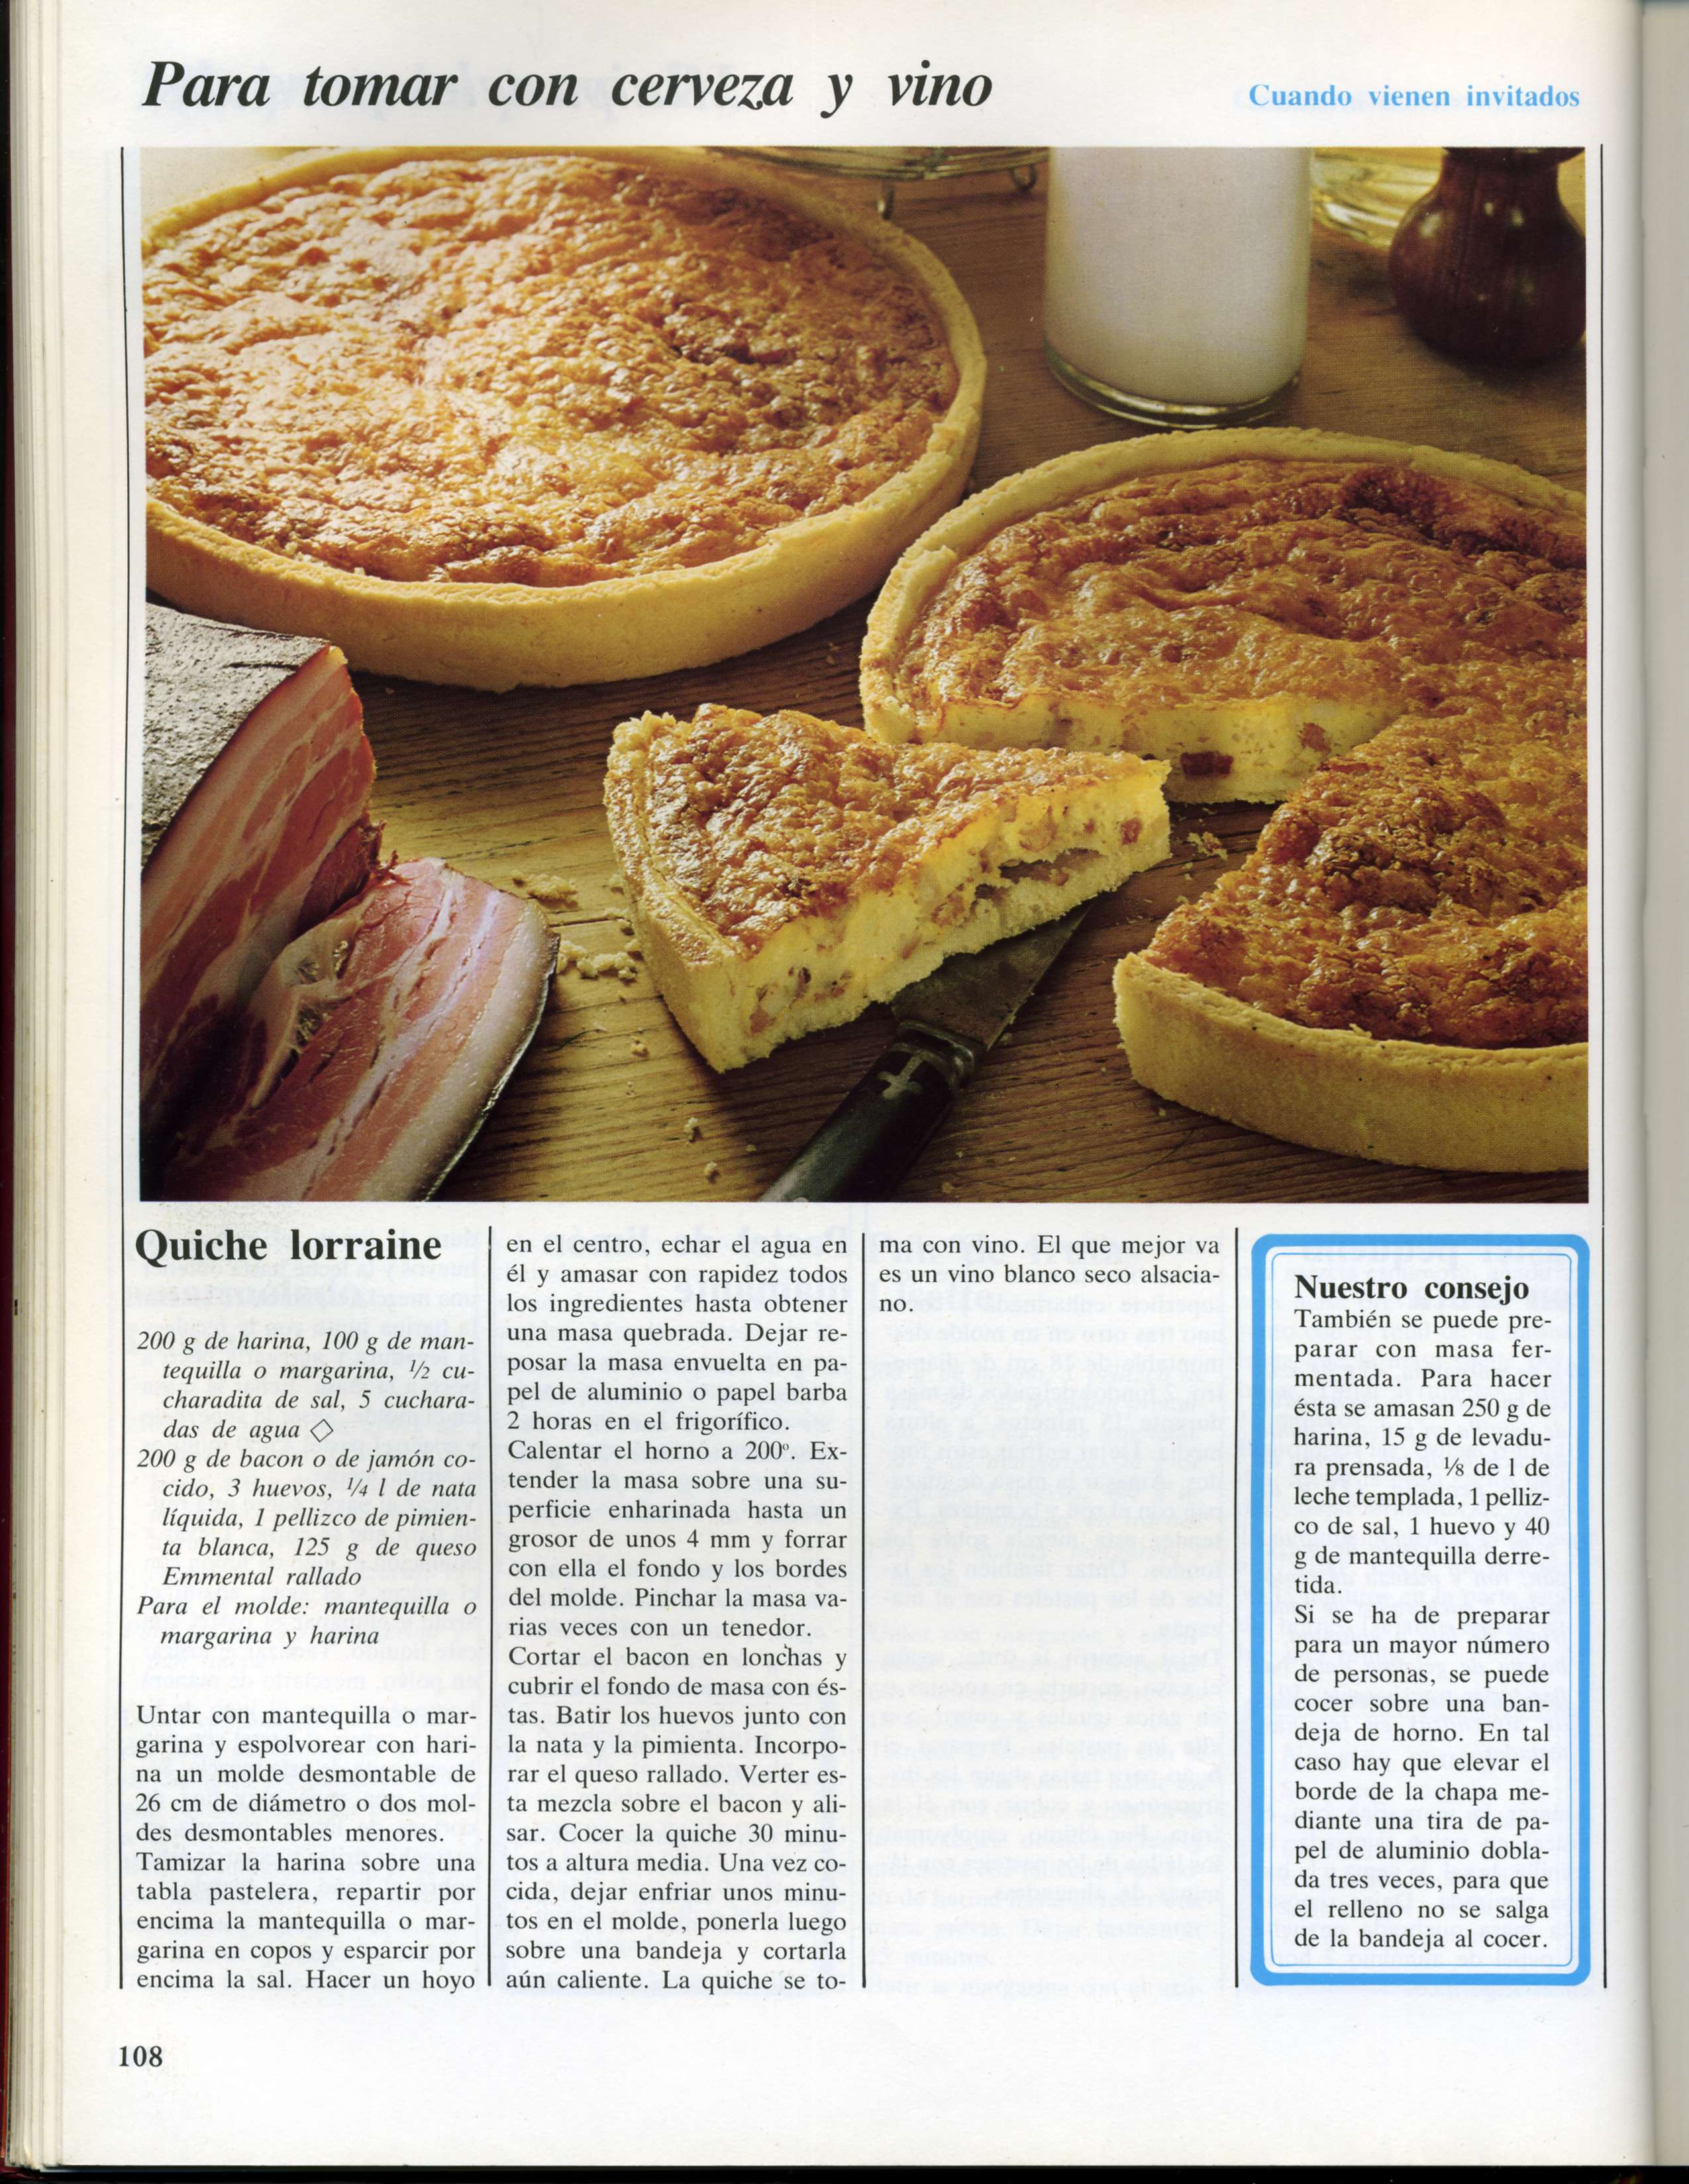 Para tomar con cerveza y vino
Cuando vienen invitados
Quiche lorraine
200 g de harina, 100 g de man-
tequilla o margarina, ½ cu-
charadita de sal, 5 cuchara-
das de agua ◇
200 g de bacon o de jamón co-
cido, 3 huevos, ¼ l de nata
líquida, 1 pellizco de pimien-
ta blanca, 125 g de queso
Emmental rallado
Para el molde: mantequilla o
margarina y harina
Untar con mantequilla o mar-
garina y espolvorear con hari-
na un molde desmontable de
26 cm de diámetro o dos mol-
des desmontables menores.
Tamizar la harina sobre una
tabla pastelera, repartir por
encima la mantequilla o mar-
garina en copos y esparcir por
encima la sal. Hacer un hoyo
en el centro, echar el agua en
él y amasar con rapidez todos
los ingredientes hasta obtener
una masa quebrada. Dejar re-
posar la masa envuelta en pa-
pel de aluminio o papel barba
2 horas en el frigorífico.
Calentar el horno a 200º. Ex-
tender la masa sobre una su-
perficie enharinada hasta un
grosor de unos 4 mm y forrar
con ella el fondo y los bordes
del molde. Pinchar la masa va-
rias veces con un tenedor.
Cortar el bacon en lonchas y
cubrir el fondo de masa con és-
tas. Batir los huevos junto con
la nata y la pimienta. Incorpo-
rar el queso rallado. Verter es-
ta mezcla sobre el bacon y ali-
sar. Cocer la quiche 30 minu-
tos a altura media. Una vez co-
cida, dejar enfriar unos minu-
tos en el molde, ponerla luego
sobre una bandeja y cortarla
aún caliente. La quiche se to-
ma con vino. El que mejor va
es un vino blanco seco alsacia-
no.
Nuestro consejo
También se puede pre-
parar con masa fer-
mentada. Para hacer
ésta se amasan 250 g de
harina, 15 g de levadu-
ra prensada, ⅛ de l de
leche templada, 1 pelliz-
co de sal, 1 huevo y 40
g de mantequilla derre-
tida.
Si se ha de preparar
para un mayor número
de personas, se puede
cocer sobre una ban-
deja de horno. En tal
caso hay que elevar el
borde de la chapa me-
diante una tira de pa-
pel de aluminio dobla-
da tres veces, para que
el relleno no se salga
de la bandeja al cocer.
108